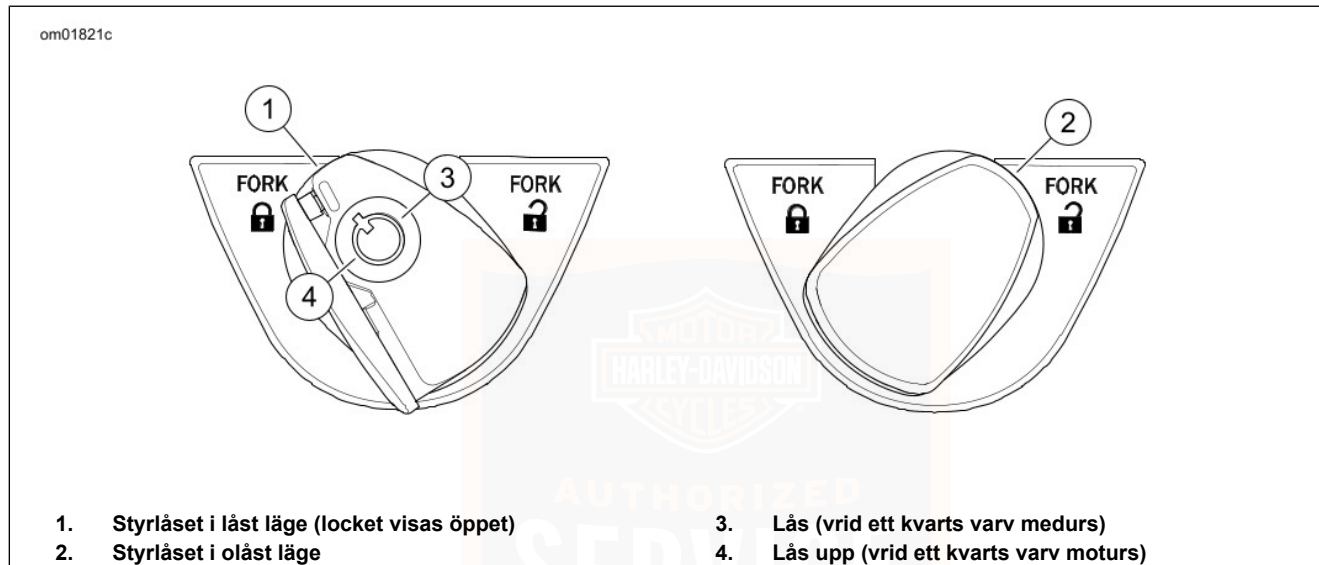 om01821c
1
2
3
4
FORK
FORK
FORK
FORK
MOTOR
HARLEY-DAVIDSON
CYCLES
AUTHORIZED
SERVICE
1. Styrlåset i låst läge (locket visas öppet)
2. Styrlåset i olåst läge
3. Lås (vrid ett kvarts varv medurs)
4. Lås upp (vrid ett kvarts varv moturs)